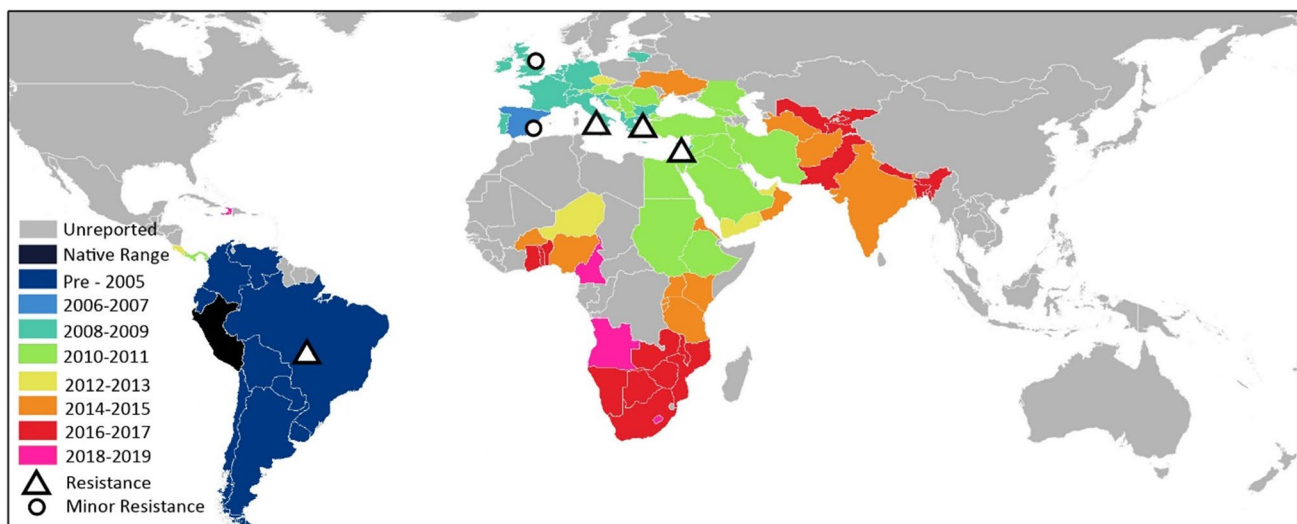 Unreported
Native Range
Pre - 2005
2006-2007
2008-2009
2010-2011
2012-2013
2014-2015
2016-2017
2018-2019
Resistance
Minor Resistance